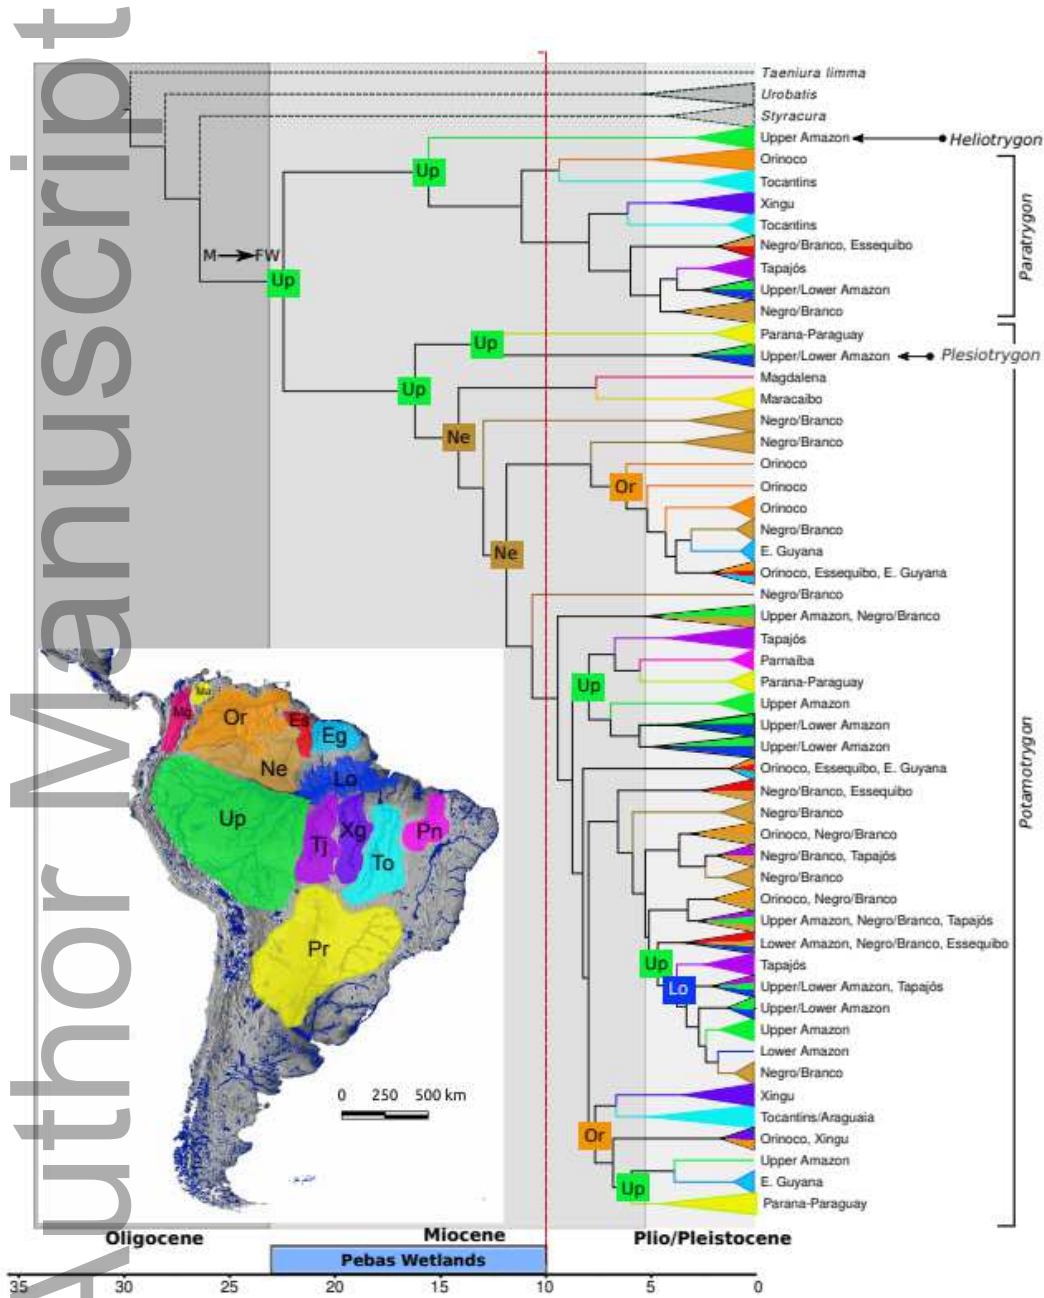 Author Manuscript
Taeniura limma
Urobatis
Styracura
Upper Amazon
Heliotrygon
Orinoco
Tocantins
Xingu
Tocantins
Negro/Branco, Essequibo
Tapajós
Upper/Lower Amazon
Negro/Branco
Paratrygon
Parana-Paraguay
Upper/Lower Amazon
Plesiotrygon
Magdalena
Maracaibo
Negro/Branco
Negro/Branco
Orinoco
Orinoco
Orinoco
Negro/Branco
E. Guyana
Orinoco, Essequibo, E. Guyana
Negro/Branco
Upper Amazon, Negro/Branco
Tapajós
Parnaiba
Parana-Paraguay
Upper Amazon
Upper/Lower Amazon
Upper/Lower Amazon
Orinoco, Essequibo, E. Guyana
Negro/Branco, Essequibo
Negro/Branco
Orinoco, Negro/Branco
Negro/Branco, Tapajós
Negro/Branco
Orinoco, Negro/Branco
Upper Amazon, Negro/Branco, Tapajós
Lower Amazon, Negro/Branco, Essequibo
Tapajós
Upper/Lower Amazon, Tapajós
Upper/Lower Amazon
Upper Amazon
Lower Amazon
Negro/Branco
Xingu
Tocantins/Araguaia
Orinoco, Xingu
Upper Amazon
E. Guyana
Parana-Paraguay
Potamotrygon
M FW
Up
Up
Up
Up
Ne
Ne
Or
Up
Up
Lo
Or
Up
Mg
Ma
Or
Es
Eg
Ne
Lo
Up
Tj
Xg
To
Pn
Pr
0 250 500 km
Oligocene Miocene Plio/Pleistocene
Pebas Wetlands
35 30 25 20 15 10 5 0